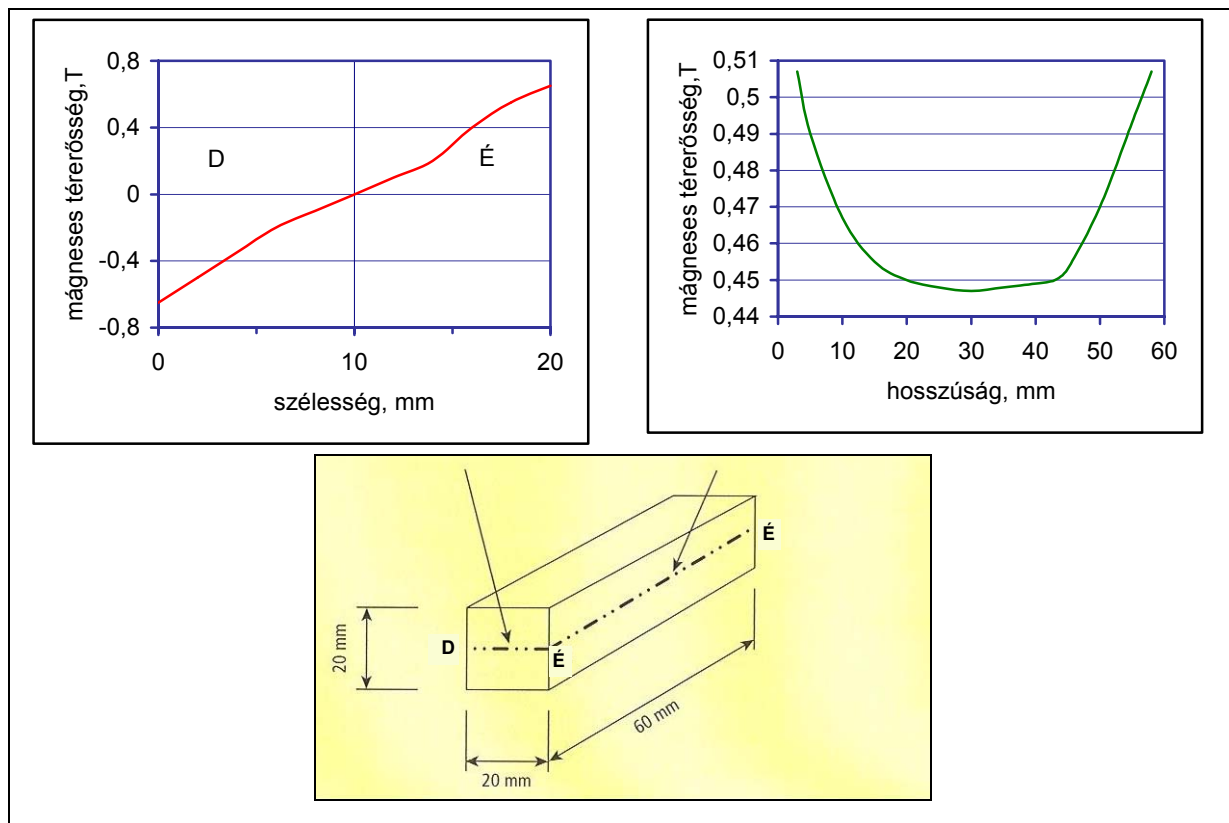 mágneses térerősség,T
0,8
0,4
0
-0,4
-0,8
D
É
0
10
20
szélesség, mm
mágneses térerősség,T
0,51
0,5
0,49
0,48
0,47
0,46
0,45
0,44
0
10
20
30
40
50
60
hosszúság, mm
É
D
É
20 mm
60 mm
20 mm